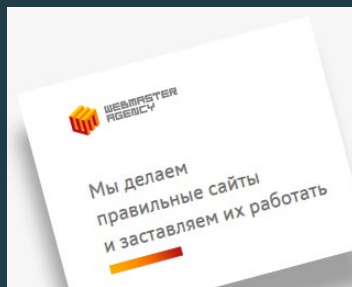 WEBMASTER
AGENCY
Мы делаем
правильные сайты
и заставляем их работать